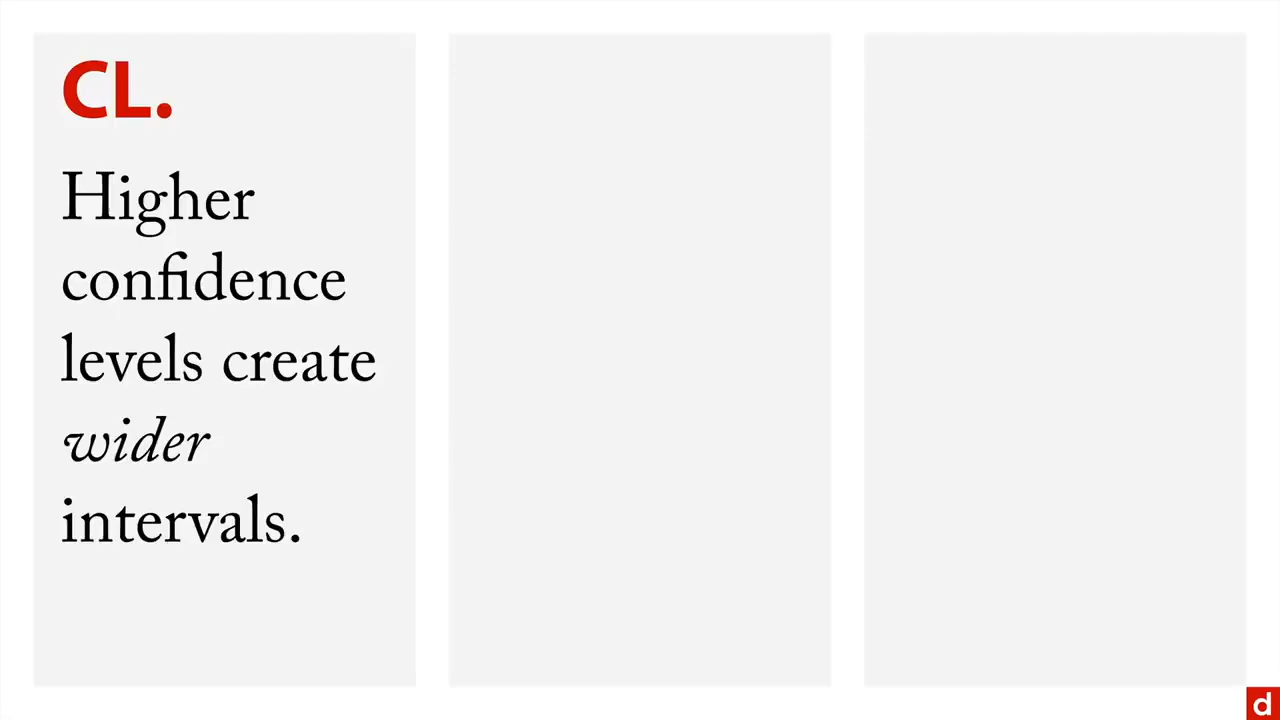 CL.
Higher
confidence
levels create
wider
intervals.
d